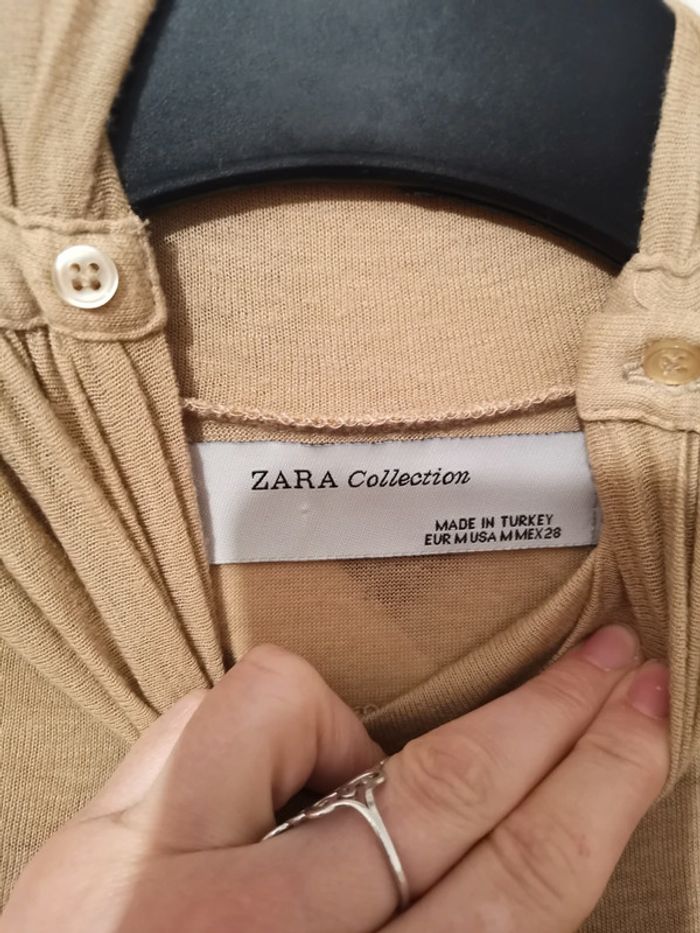 ZARA Collection
MADE IN TURKEY
EUR M USA M MEX 28